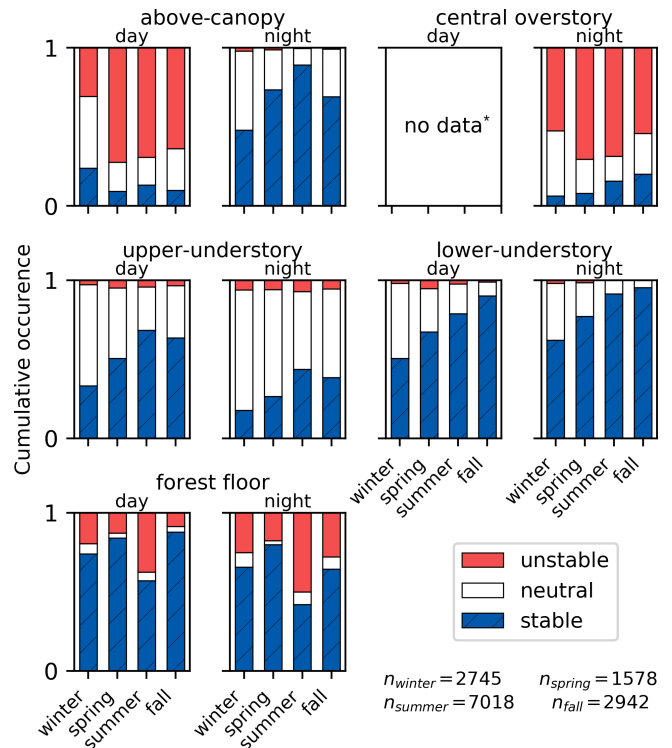 above-canopy
central overstory
day
night
day
night
1
0
no data*
upper-understory
lower-understory
day
night
day
night
1
0
Cumulative occurence
winter
spring
summer
fall
winter
spring
summer
fall
forest floor
day
night
1
0
winter
spring
summer
fall
winter
spring
summer
fall
unstable
neutral
stable
n_winter = 2745
n_spring = 1578
n_summer = 7018
n_fall = 2942